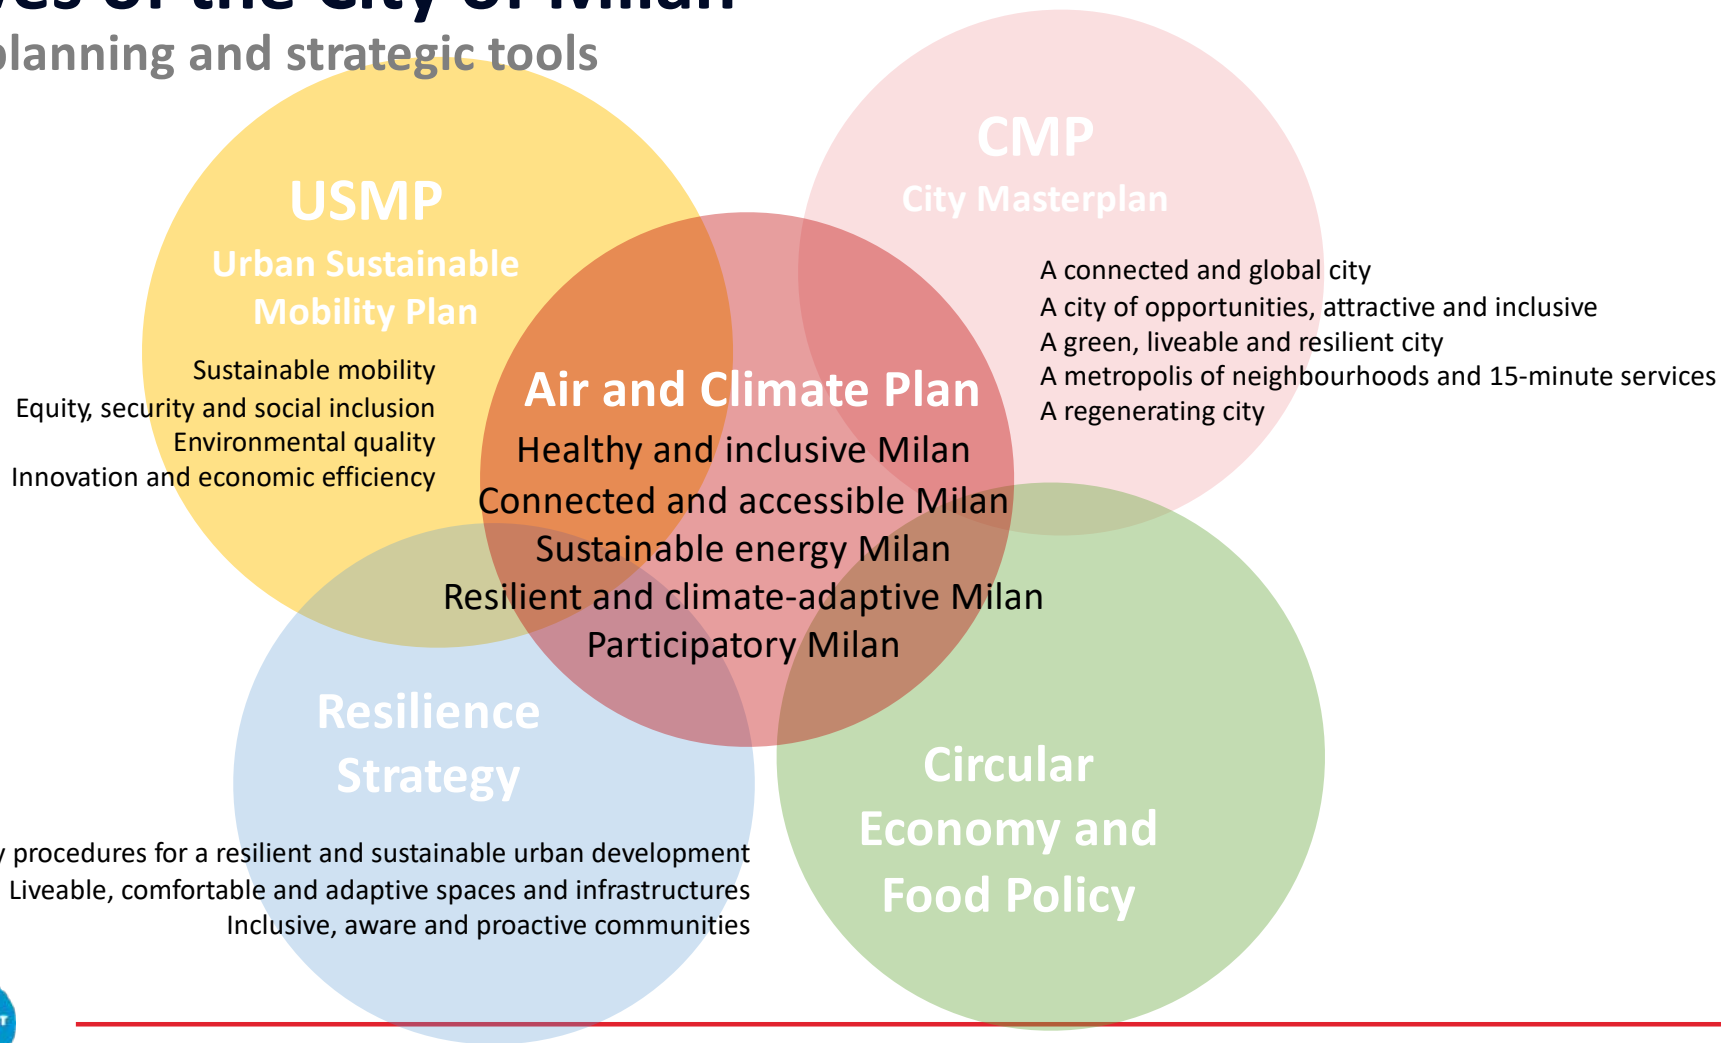 of the City of Milan
planning and strategic tools
USMP
Urban Sustainable
Mobility Plan
Sustainable mobility
Equity, security and social inclusion
Environmental quality
Innovation and economic efficiency
CMP
City Masterplan
A connected and global city
A city of opportunities, attractive and inclusive
A green, liveable and resilient city
A metropolis of neighbourhoods and 15-minute services
A regenerating city
Air and Climate Plan
Healthy and inclusive Milan
Connected and accessible Milan
Sustainable energy Milan
Resilient and climate-adaptive Milan
Participatory Milan
Resilience
Strategy
procedures for a resilient and sustainable urban development
Liveable, comfortable and adaptive spaces and infrastructures
Inclusive, aware and proactive communities
Circular
Economy and
Food Policy